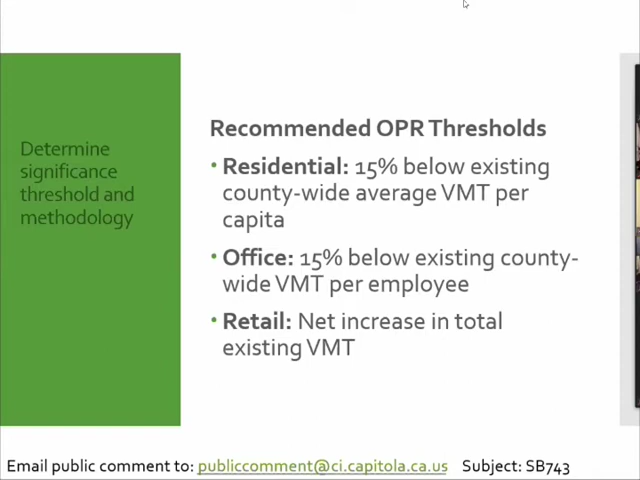 Determine
significance
threshold and
methodology
Recommended OPR Thresholds
• Residential: 15% below existing
county-wide average VMT per
capita
• Office: 15% below existing county-
wide VMT per employee
• Retail: Net increase in total
existing VMT
Email public comment to: publiccomment@ci.capitola.ca.us Subject: SB743